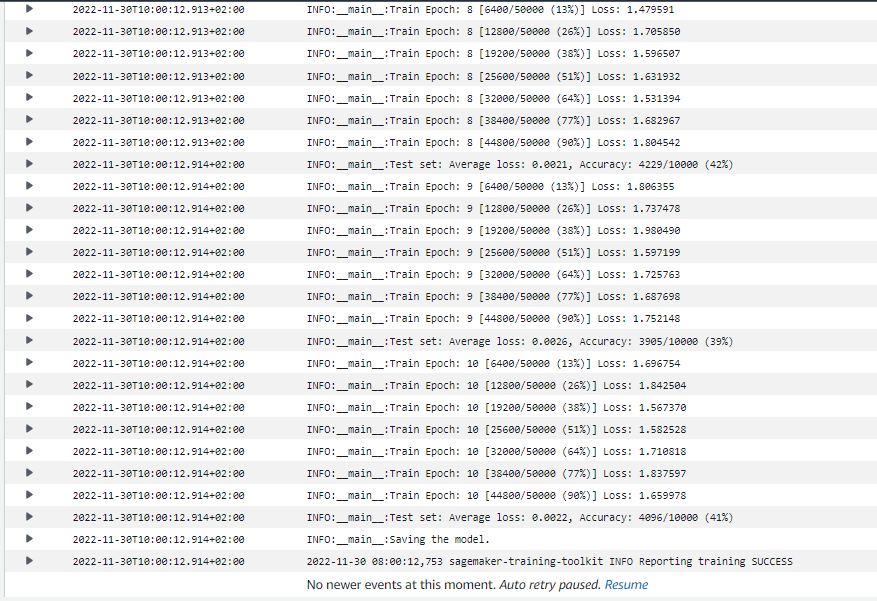 2022-11-30T10:00:12.913+02:00 INFO:__main__:Train Epoch: 8 [6400/50000 (13%)] Loss: 1.479591
2022-11-30T10:00:12.913+02:00 INFO:__main__:Train Epoch: 8 [12800/50000 (26%)] Loss: 1.705850
2022-11-30T10:00:12.913+02:00 INFO:__main__:Train Epoch: 8 [19200/50000 (38%)] Loss: 1.596507
2022-11-30T10:00:12.913+02:00 INFO:__main__:Train Epoch: 8 [25600/50000 (51%)] Loss: 1.631932
2022-11-30T10:00:12.913+02:00 INFO:__main__:Train Epoch: 8 [32000/50000 (64%)] Loss: 1.531394
2022-11-30T10:00:12.913+02:00 INFO:__main__:Train Epoch: 8 [38400/50000 (77%)] Loss: 1.682967
2022-11-30T10:00:12.913+02:00 INFO:__main__:Train Epoch: 8 [44800/50000 (90%)] Loss: 1.804542
2022-11-30T10:00:12.914+02:00 INFO:__main__:Test set: Average loss: 0.0021, Accuracy: 4229/10000 (42%)
2022-11-30T10:00:12.914+02:00 INFO:__main__:Train Epoch: 9 [6400/50000 (13%)] Loss: 1.806355
2022-11-30T10:00:12.914+02:00 INFO:__main__:Train Epoch: 9 [12800/50000 (26%)] Loss: 1.737478
2022-11-30T10:00:12.914+02:00 INFO:__main__:Train Epoch: 9 [19200/50000 (38%)] Loss: 1.980490
2022-11-30T10:00:12.914+02:00 INFO:__main__:Train Epoch: 9 [25600/50000 (51%)] Loss: 1.597199
2022-11-30T10:00:12.914+02:00 INFO:__main__:Train Epoch: 9 [32000/50000 (64%)] Loss: 1.725763
2022-11-30T10:00:12.914+02:00 INFO:__main__:Train Epoch: 9 [38400/50000 (77%)] Loss: 1.687698
2022-11-30T10:00:12.914+02:00 INFO:__main__:Train Epoch: 9 [44800/50000 (90%)] Loss: 1.752148
2022-11-30T10:00:12.914+02:00 INFO:__main__:Test set: Average loss: 0.0026, Accuracy: 3905/10000 (39%)
2022-11-30T10:00:12.914+02:00 INFO:__main__:Train Epoch: 10 [6400/50000 (13%)] Loss: 1.696754
2022-11-30T10:00:12.914+02:00 INFO:__main__:Train Epoch: 10 [12800/50000 (26%)] Loss: 1.842504
2022-11-30T10:00:12.914+02:00 INFO:__main__:Train Epoch: 10 [19200/50000 (38%)] Loss: 1.567370
2022-11-30T10:00:12.914+02:00 INFO:__main__:Train Epoch: 10 [25600/50000 (51%)] Loss: 1.582528
2022-11-30T10:00:12.914+02:00 INFO:__main__:Train Epoch: 10 [32000/50000 (64%)] Loss: 1.710818
2022-11-30T10:00:12.914+02:00 INFO:__main__:Train Epoch: 10 [38400/50000 (77%)] Loss: 1.837597
2022-11-30T10:00:12.914+02:00 INFO:__main__:Train Epoch: 10 [44800/50000 (90%)] Loss: 1.659978
2022-11-30T10:00:12.914+02:00 INFO:__main__:Test set: Average loss: 0.0022, Accuracy: 4096/10000 (41%)
2022-11-30T10:00:12.914+02:00 INFO:__main__:Saving the model.
2022-11-30T10:00:12.914+02:00 2022-11-30 08:00:12,753 sagemaker-training-toolkit INFO Reporting training SUCCESS
No newer events at this moment. Auto retry paused. Resume